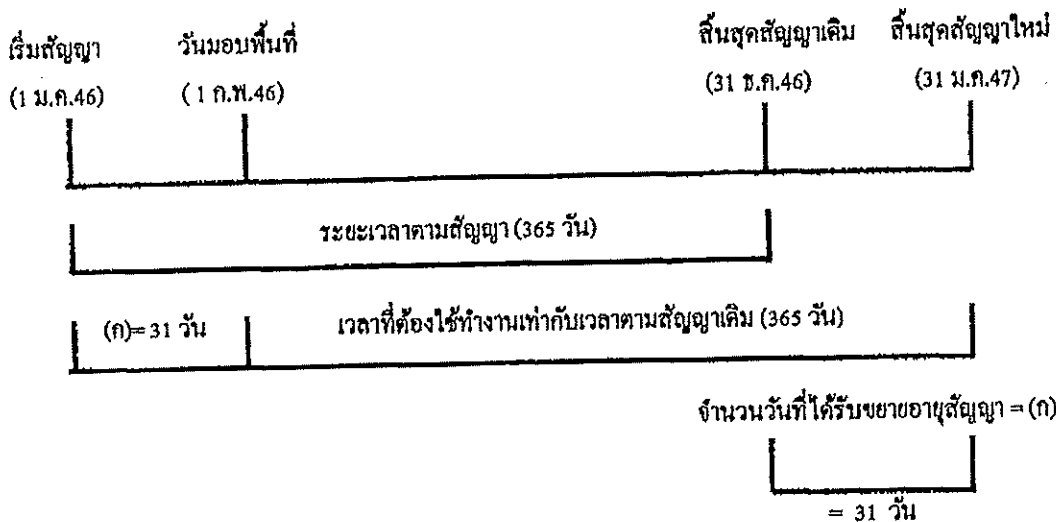 เริ่มสัญญา วันมอบพื้นที่ สิ้นสุดสัญญาเดิม สิ้นสุดสัญญาใหม่
(1 ม.ค.46) ( 1 ก.พ.46) (31 ธ.ค.46) (31 ม.ค.47)
ระยะเวลาตามสัญญา (365 วัน)
(ก)= 31 วัน เวลาที่ต้องใช้ทำงานเท่ากับเวลาตามสัญญาเดิม (365 วัน)
จำนวนวันที่ได้รับขยายอายุสัญญา = (ก)
= 31 วัน